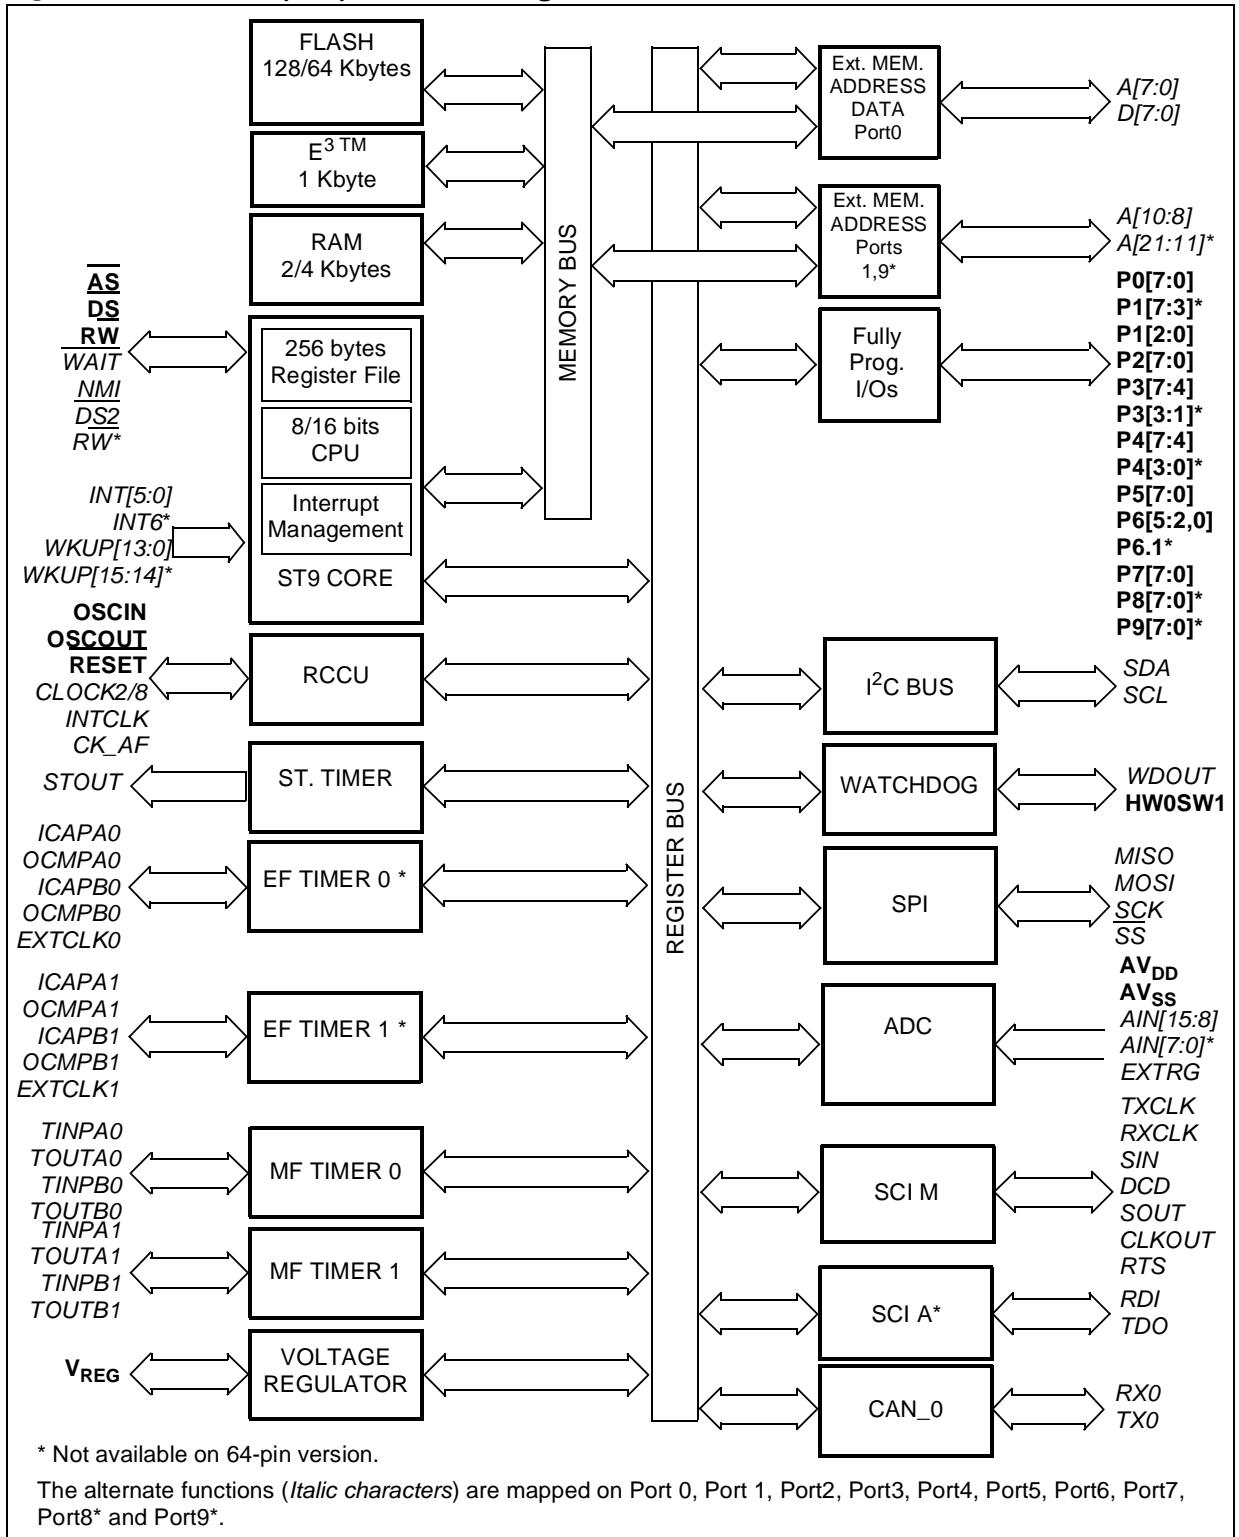 FLASH
128/64 Kbytes
E3 TM
1 Kbyte
RAM
2/4 Kbytes
AS
DS
RW
WAIT
NMI
DS2
RW*
256 bytes
Register File
8/16 bits
CPU
Interrupt
Management
ST9 CORE
INT[5:0]
INT6*
WKUP[13:0]
WKUP[15:14]*
OSCIN
OSCOUT
RESET
CLOCK2/8
INTCLK
CK_AF
RCCU
STOUT
ST. TIMER
ICAPA0
OCMPA0
ICAPB0
OCMPB0
EXTCLK0
EF TIMER 0 *
ICAPA1
OCMPA1
ICAPB1
OCMPB1
EXTCLK1
EF TIMER 1 *
TINPA0
TOUTA0
TINPB0
TOUTB0
MF TIMER 0
TINPA1
TOUTA1
TINPB1
TOUTB1
MF TIMER 1
VREG
VOLTAGE
REGULATOR
MEMORY BUS
REGISTER BUS
Ext. MEM.
ADDRESS
DATA
Port0
A[7:0]
D[7:0]
Ext. MEM.
ADDRESS
Ports
1,9*
A[10:8]
A[21:11]*
Fully
Prog.
I/Os
P0[7:0]
P1[7:3]*
P1[2:0]
P2[7:0]
P3[7:4]
P3[3:1]*
P4[7:4]
P4[3:0]*
P5[7:0]
P6[5:2,0]
P6.1*
P7[7:0]
P8[7:0]*
P9[7:0]*
I2C BUS
SDA
SCL
WATCHDOG
WDOUT
HW0SW1
SPI
MISO
MOSI
SCK
SS
ADC
AVDD
AVSS
AIN[15:8]
AIN[7:0]*
EXTRG
SCI M
TXCLK
RXCLK
SIN
DCD
SOUT
CLKOUT
RTS
SCI A*
RDI
TDO
CAN_0
RX0
TX0
* Not available on 64-pin version.
The alternate functions (Italic characters) are mapped on Port 0, Port 1, Port2, Port3, Port4, Port5, Port6, Port7,
Port8* and Port9*.